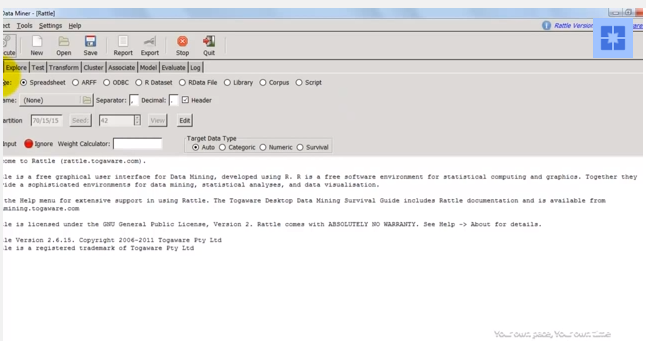 Data Miner - [Rattle]
ct Tools Settings Help Rattle Version
cute New Open Save Report Export Stop Quit
Explore Test Transform Cluster Associate Model Evaluate Log
Spreadsheet ARFF ODBC R Dataset RData File Library Corpus Script
ame: (None) Separator: , Decimal: . Header
artition 70/15/15 Seed: 42 View Edit
Input Ignore Weight Calculator: Target Data Type
Auto Categoric Numeric Survival
ome to Rattle (rattle.togaware.com).
le is a free graphical user interface for Data Mining, developed using R. R is a free software environment for statistical computing and graphics. Together they
vide a sophisticated environments for data mining, statistical analyses, and data visualisation.
the Help menu for extensive support in using Rattle. The Togaware Desktop Data Mining Survival Guide includes Rattle documentation and is available from
mining.togaware.com
le is licensed under the GNU General Public License, Version 2. Rattle comes with ABSOLUTELY NO WARRANTY. See Help -> About for details.
le Version 2.6.15. Copyright 2006-2011 Togaware Pty Ltd
le is a registered trademark of Togaware Pty Ltd
Your own pace, Your own time